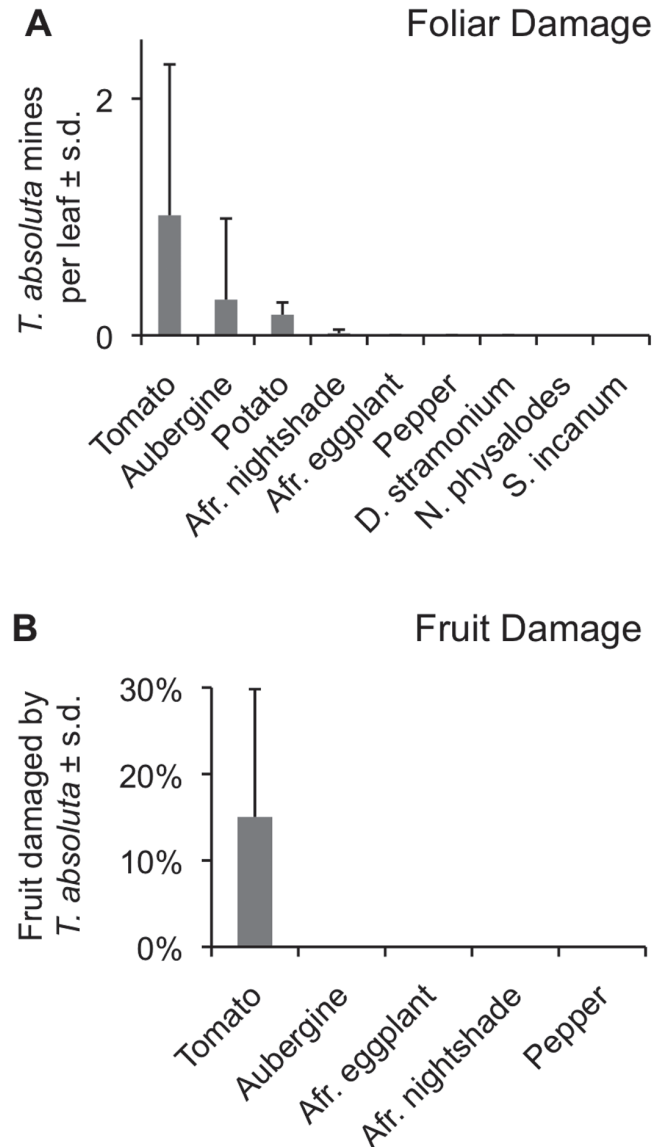 A
Foliar Damage
T. absoluta mines
per leaf ± s.d.
2
0
Tomato
Aubergine
Potato
Afr. nightshade
Afr. eggplant
Pepper
D. stramonium
N. physalodes
S. incanum
B
Fruit Damage
Fruit damaged by
T. absoluta ± s.d.
30%
20%
10%
0%
Tomato
Aubergine
Afr. eggplant
Afr. nightshade
Pepper